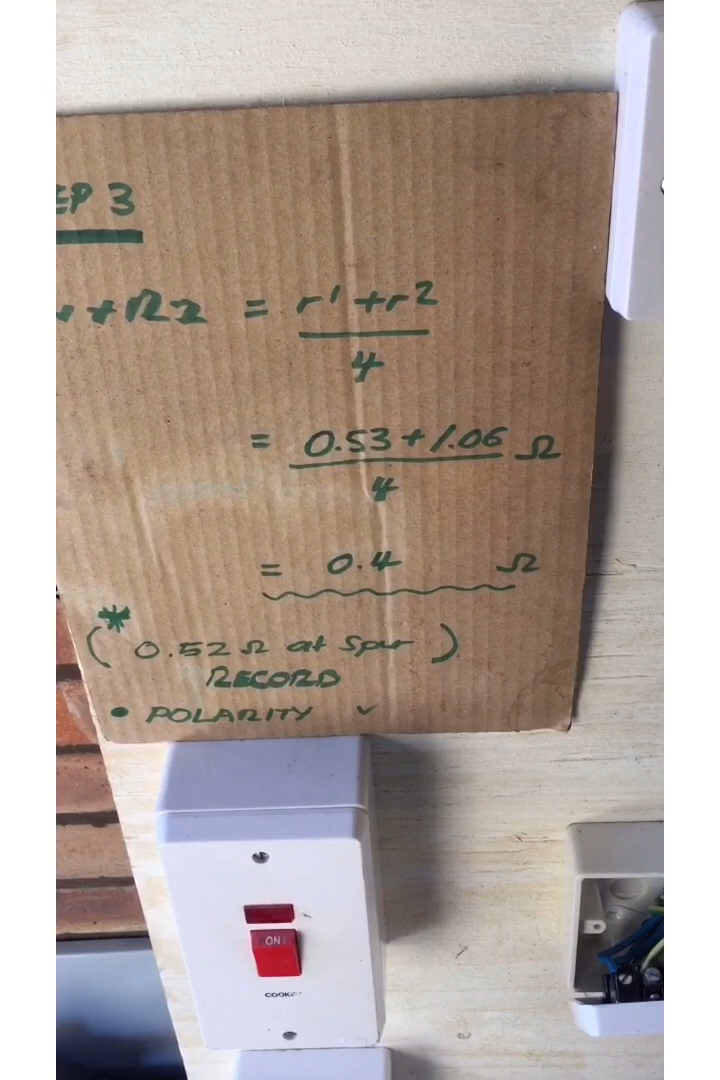 EP 3
+ R2 = r1 + r2
4
= 0.53 + 1.06 Ω
4
= 0.4 Ω
* (0.52 Ω at Spur)
RECORD
• POLARITY ✓
ON
COOKER